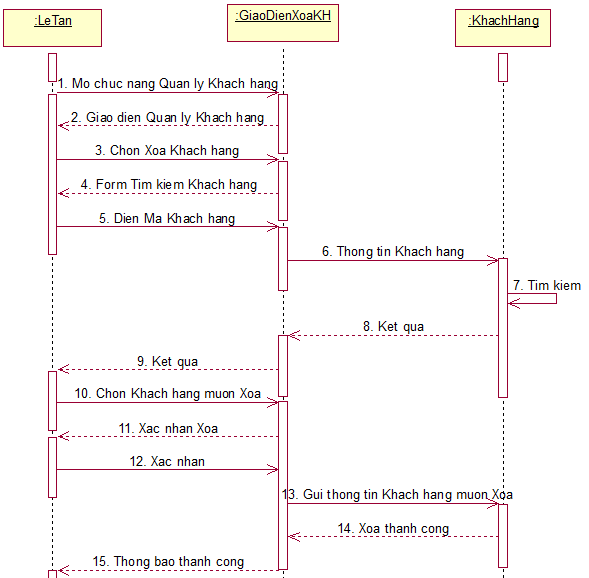 :LeTan
:GiaoDienXoaKH
:KhachHang
1. Mo chuc nang Quan ly Khach hang
2. Giao dien Quan ly Khach hang
3. Chon Xoa Khach hang
4. Form Tim kiem Khach hang
5. Dien Ma Khach hang
6. Thong tin Khach hang
7. Tim kiem
8. Ket qua
9. Ket qua
10. Chon Khach hang muon Xoa
11. Xac nhan Xoa
12. Xac nhan
13. Gui thong tin Khach hang muon Xoa
14. Xoa thanh cong
15. Thong bao thanh cong